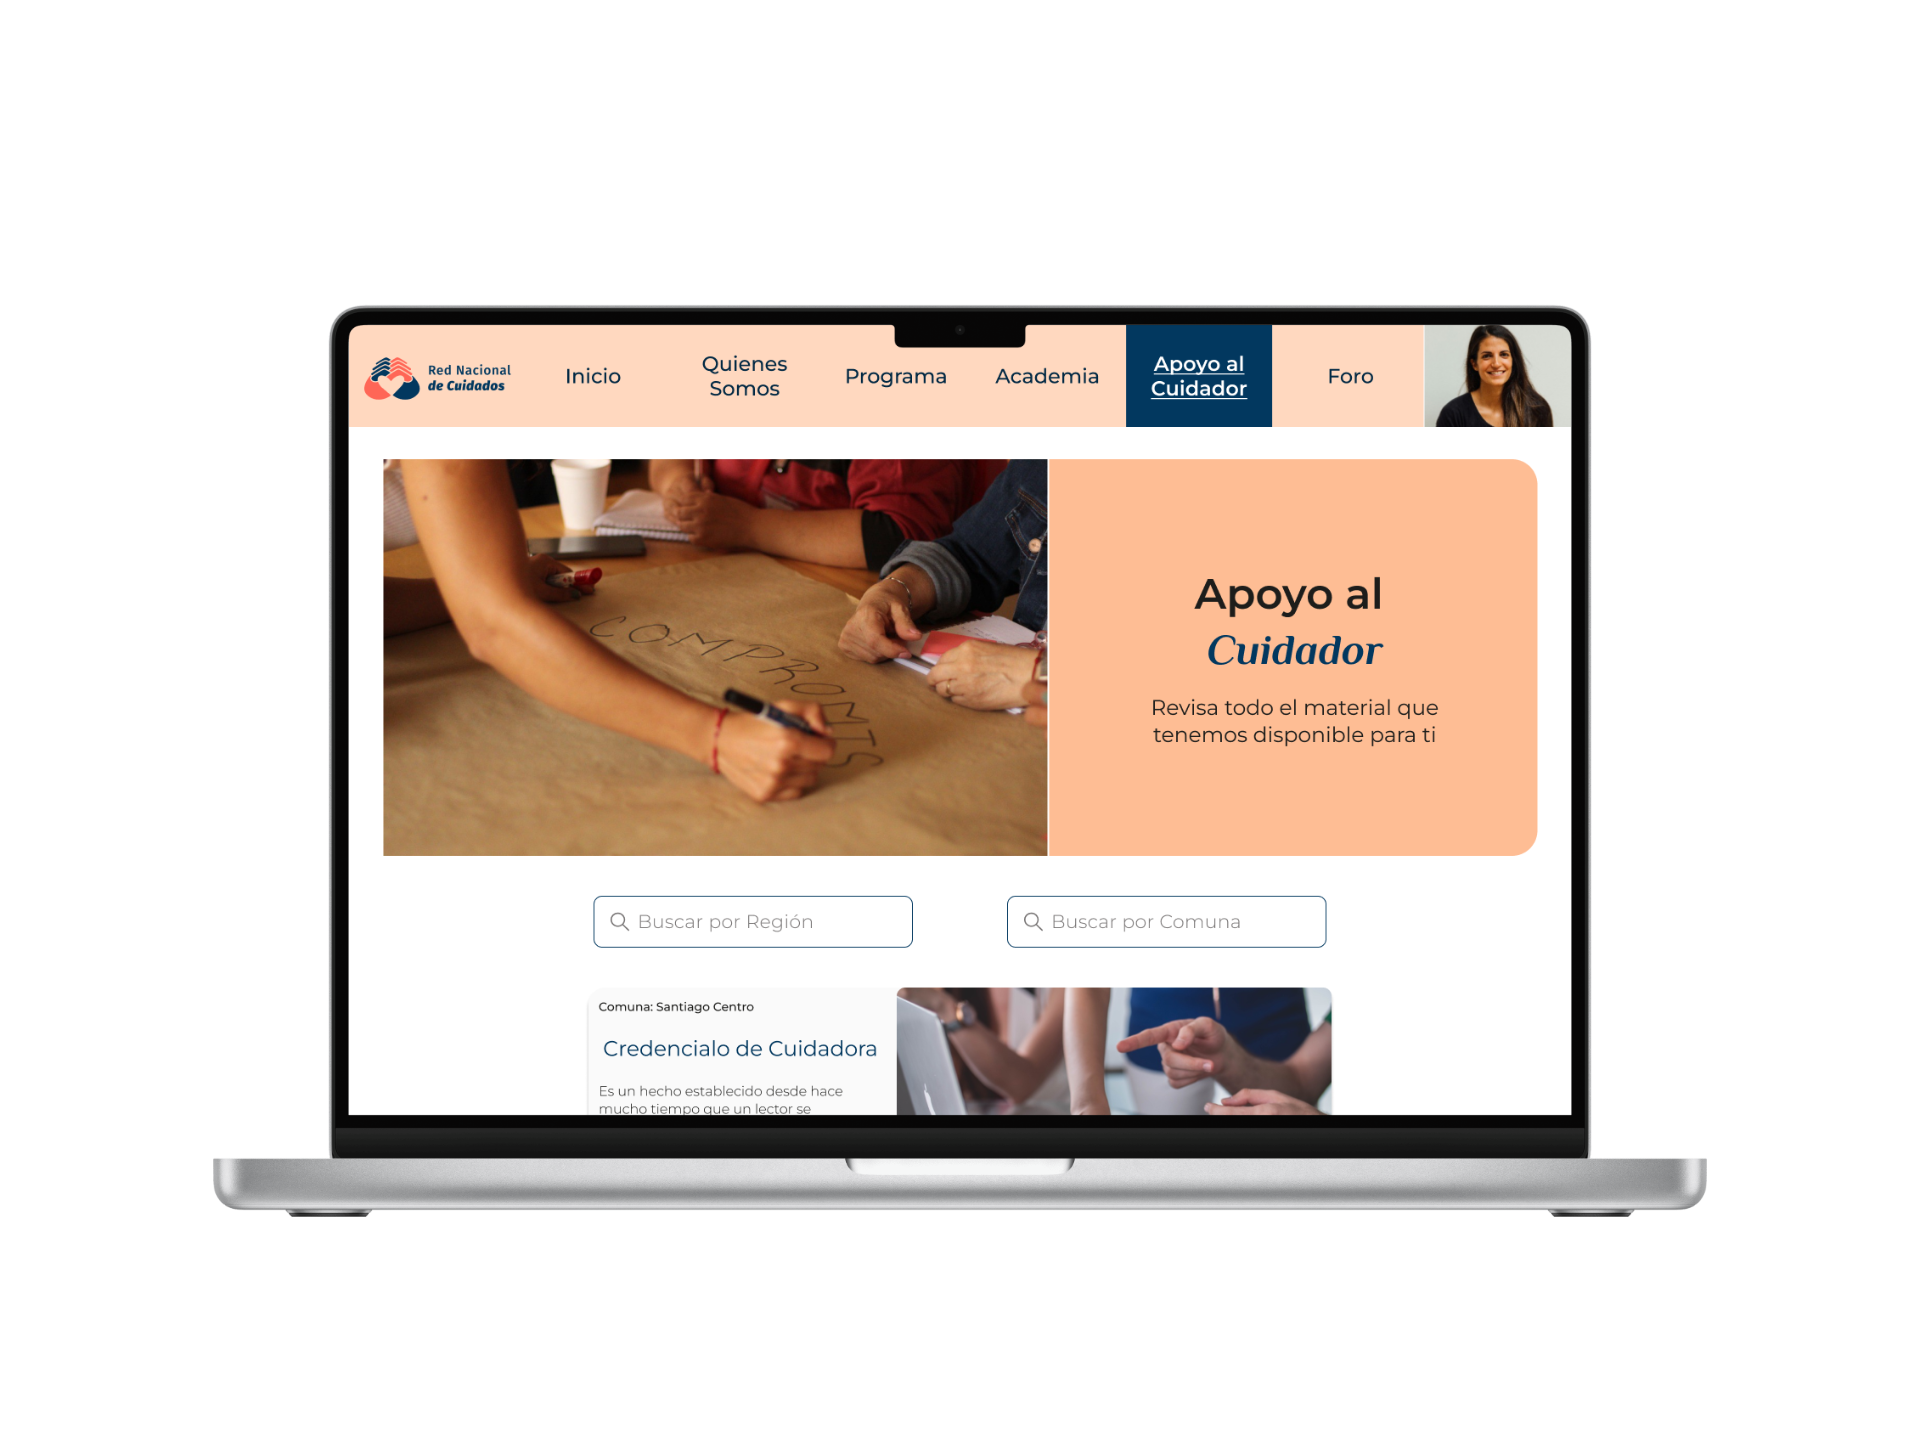 Red Nacional
de Cuidados
Inicio
Quienes
Somos
Programa
Academia
Apoyo al
Cuidador
Foro
COMPROMIS
Apoyo al
Cuidador
Revisa todo el material que
tenemos disponible para ti
Buscar por Región
Buscar por Comuna
Comuna: Santiago Centro
Credencialo de Cuidadora
Es un hecho establecido desde hace
mucho tiempo que un lector se